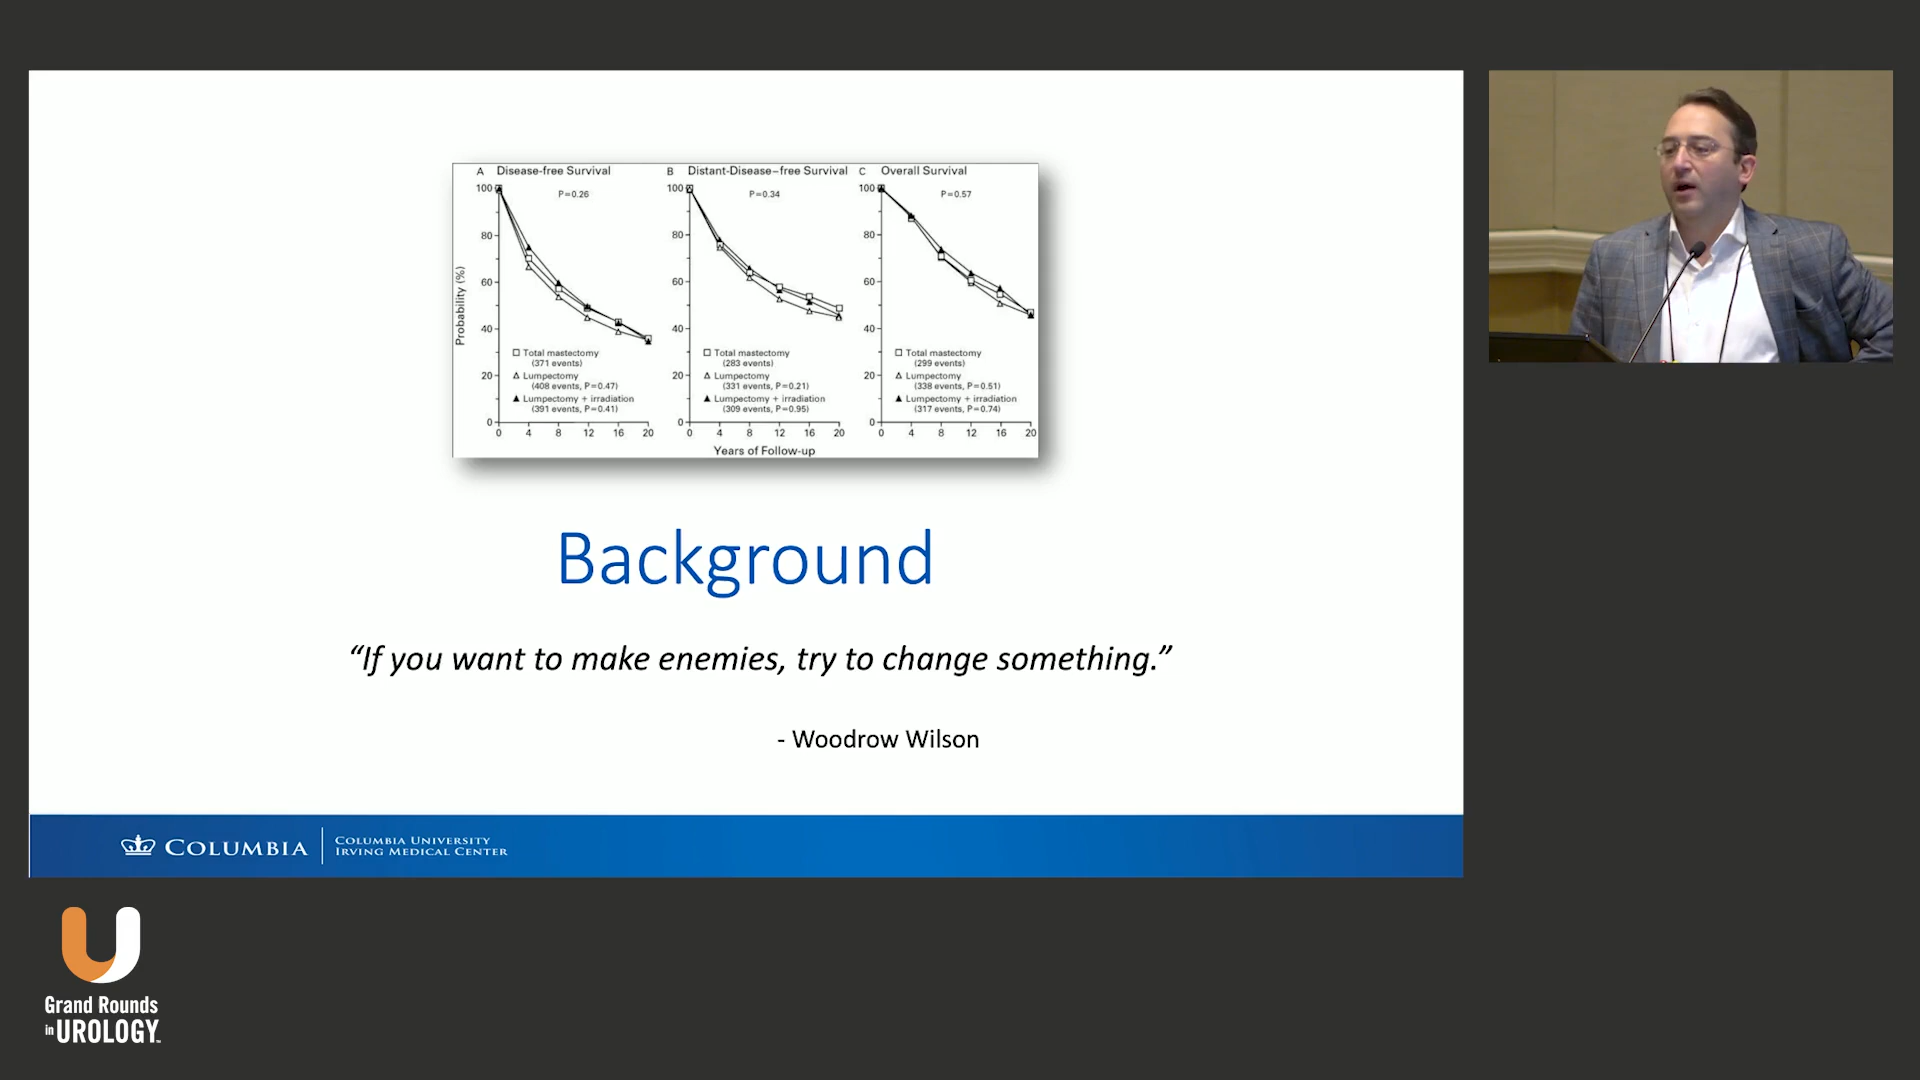 A Disease-free Survival
B Distant-Disease–free Survival
C Overall Survival
P=0.26
P=0.34
P=0.57
Probability (%)
100
80
60
40
20
0
Total mastectomy
(371 events)
Lumpectomy
(408 events, P=0.47)
Lumpectomy + irradiation
(391 events, P=0.41)
0 4 8 12 16 20
100
80
60
40
20
0
Total mastectomy
(283 events)
Lumpectomy
(331 events, P=0.21)
Lumpectomy + irradiation
(309 events, P=0.95)
0 4 8 12 16 20
100
80
60
40
20
0
Total mastectomy
(299 events)
Lumpectomy
(338 events, P=0.51)
Lumpectomy + irradiation
(317 events, P=0.74)
0 4 8 12 16 20
Years of Follow-up
Background
“If you want to make enemies, try to change something.”
- Woodrow Wilson
COLUMBIA
COLUMBIA UNIVERSITY
IRVING MEDICAL CENTER
Grand Rounds
in UROLOGY™